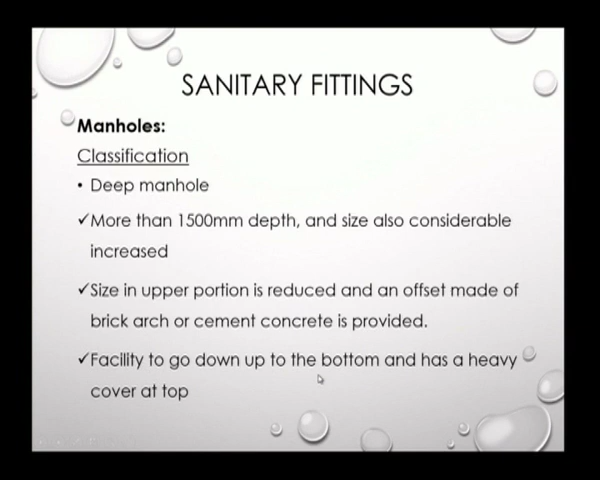 SANITARY FITTINGS
Manholes:
Classification
• Deep manhole
✓More than 1500mm depth, and size also considerable
increased
✓Size in upper portion is reduced and an offset made of
brick arch or cement concrete is provided.
✓Facility to go down up to the bottom and has a heavy
cover at top